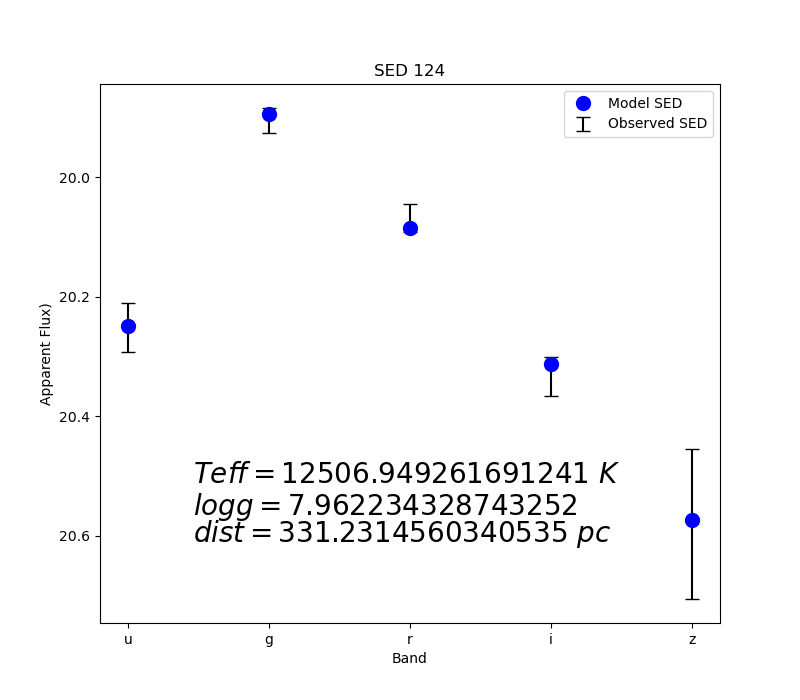 SED 124
Model SED
Observed SED
Apparent Flux)
20.0
20.2
20.4
20.6
Teff = 12506.949261691241 K
logg = 7.962234328743252
dist = 331.2314560340535 pc
u g r i z
Band